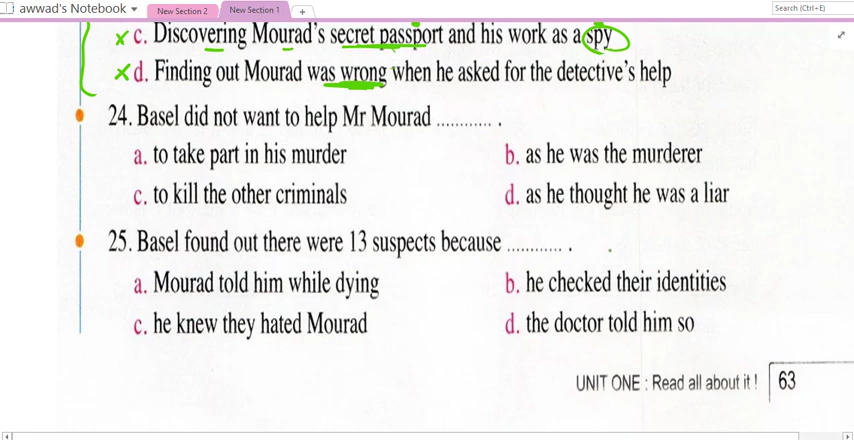 awwad's Notebook
New Section 2
New Section 1
+
Search (Ctrl+E)
c. Discovering Mourad's secret passport and his work as a spy
d. Finding out Mourad was wrong when he asked for the detective's help
24. Basel did not want to help Mr Mourad ............ .
a. to take part in his murder
b. as he was the murderer
c. to kill the other criminals
d. as he thought he was a liar
25. Basel found out there were 13 suspects because ............ .
a. Mourad told him while dying
b. he checked their identities
c. he knew they hated Mourad
d. the doctor told him so
UNIT ONE : Read all about it ! 63